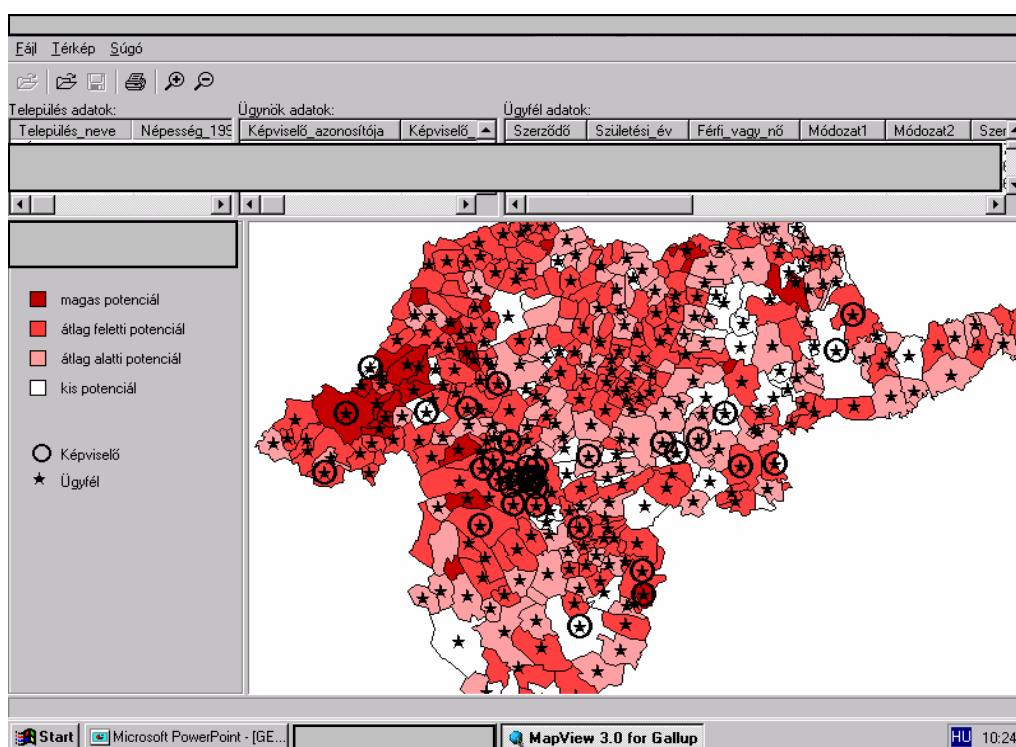 Fájl Térkép Súgó
Település adatok: Ügynök adatok: Ügyfél adatok:
Település_neve Népesség_199 Képviselő_azonosítója Képviselő_ Szerződő Születési_év Férfi_vagy_nő Módozat1 Módozat2 Szer
magas potenciál
átlag feletti potenciál
átlag alatti potenciál
kis potenciál
Képviselő
Ügyfél
Start Microsoft PowerPoint - [GE... MapView 3.0 for Gallup HU 10:24